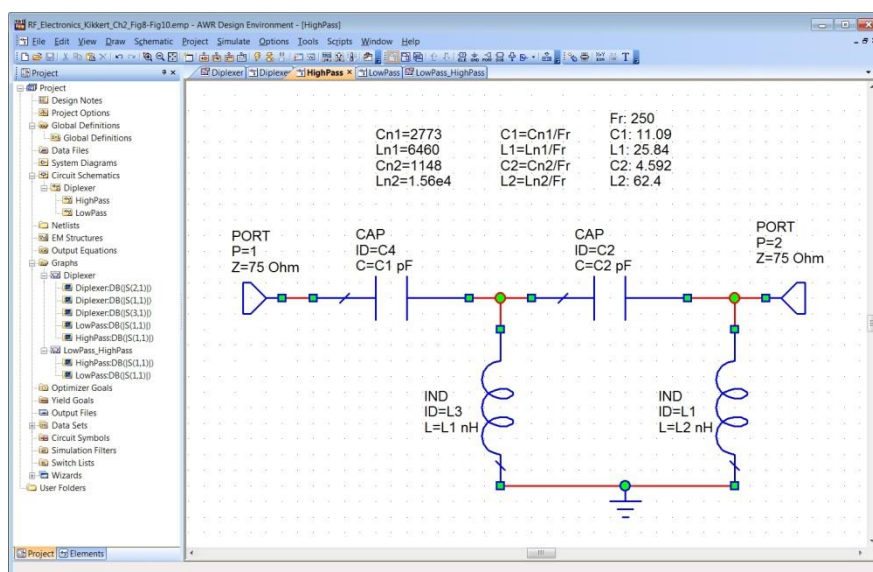 RF_Electronics_Kikkert_Ch2_Fig8-Fig10.emp - AWR Design Environment - [HighPass]
File Edit View Draw Schematic Project Simulate Options Tools Scripts Window Help
Project
Diplexer Diplexer HighPass LowPass LowPass_HighPass
Project
Design Notes
Project Options
Global Definitions
Global Definitions
Data Files
System Diagrams
Circuit Schematics
Diplexer
HighPass
LowPass
Netlists
EM Structures
Output Equations
Graphs
Diplexer
Diplexer:DB(|S(2,1)|)
Diplexer:DB(|S(1,1)|)
Diplexer:DB(|S(3,1)|)
LowPass:DB(|S(1,1)|)
HighPass:DB(|S(1,1)|)
LowPass_HighPass
HighPass:DB(|S(1,1)|)
LowPass:DB(|S(1,1)|)
Optimizer Goals
Yield Goals
Output Files
Data Sets
Circuit Symbols
Simulation Filters
Switch Lists
Wizards
User Folders
Project Elements
Fr: 250
Cn1=2773 C1=Cn1/Fr C1: 11.09
Ln1=6460 L1=Ln1/Fr L1: 25.84
Cn2=1148 C2=Cn2/Fr C2: 4.592
Ln2=1.56e4 L2=Ln2/Fr L2: 62.4
PORT
P=1
Z=75 Ohm
CAP
ID=C4
C=C1 pF
CAP
ID=C2
C=C2 pF
PORT
P=2
Z=75 Ohm
IND
ID=L3
L=L1 nH
IND
ID=L1
L=L2 nH